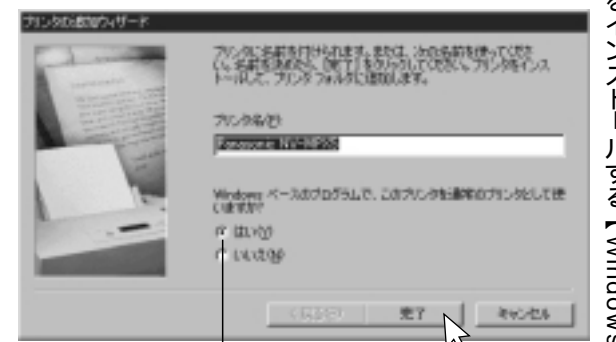 プリンタの追加ウィザード
プリンタに名前を付けられます。または、次の名前を使ってくださ
い。名前を決めたら、[完了] をクリックしてください。プリンタをインス
トールして、プリンタ フォルダに追加します。
プリンタ名(P)
Panasonic NV-MPX5
Windows ベースのプログラムで、このプリンタを通常のプリンタとして使
いますか?
はい(Y)
いいえ(N)
< 戻る(B)
完了
キャンセル
るインストールする【Windows